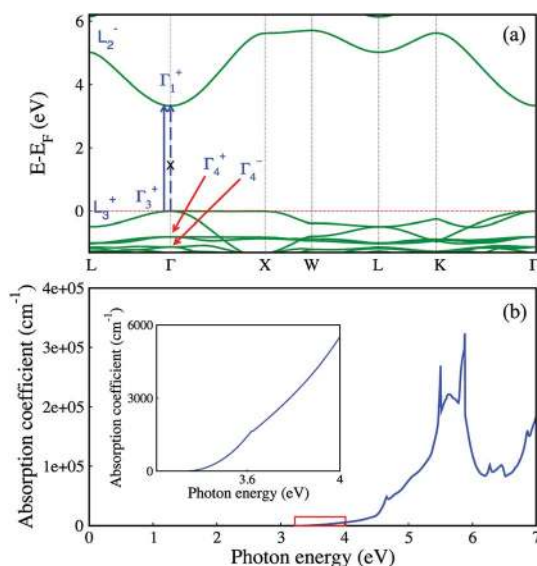 6
(a)
L₂⁻
Γ₁⁺
4
E-E_F (eV)
2
x
Γ₄⁺
Γ₃⁺
Γ₄⁻
L₃⁺
0
L Γ X W L K Γ
4e+05
(b)
6000
3e+05
Absorption coefficient (cm⁻¹)
3000
2e+05
1e+05
0
3.6 4
Photon energy (eV)
Absorption coefficient (cm⁻¹)
0
0 1 2 3 4 5 6 7
Photon energy (eV)